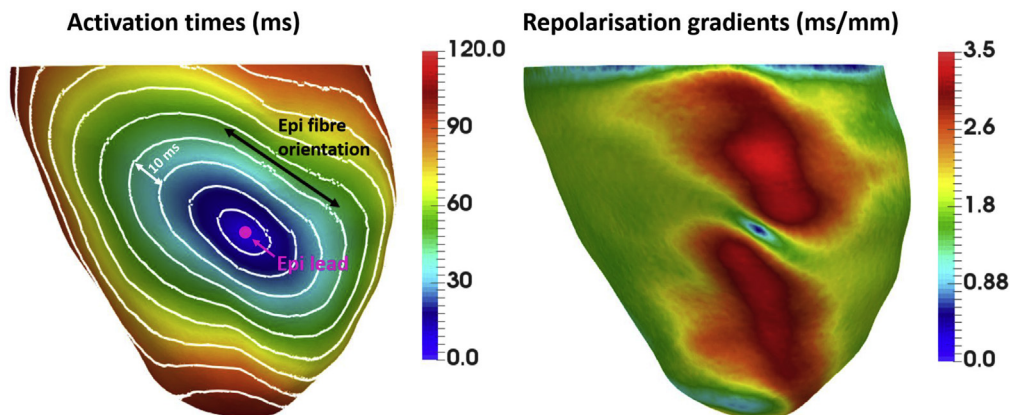 Activation times (ms)
Repolarisation gradients (ms/mm)
120.0
90
60
30
0.0
Epi fibre
orientation
10 ms
Epi lead
3.5
2.6
1.8
0.88
0.0